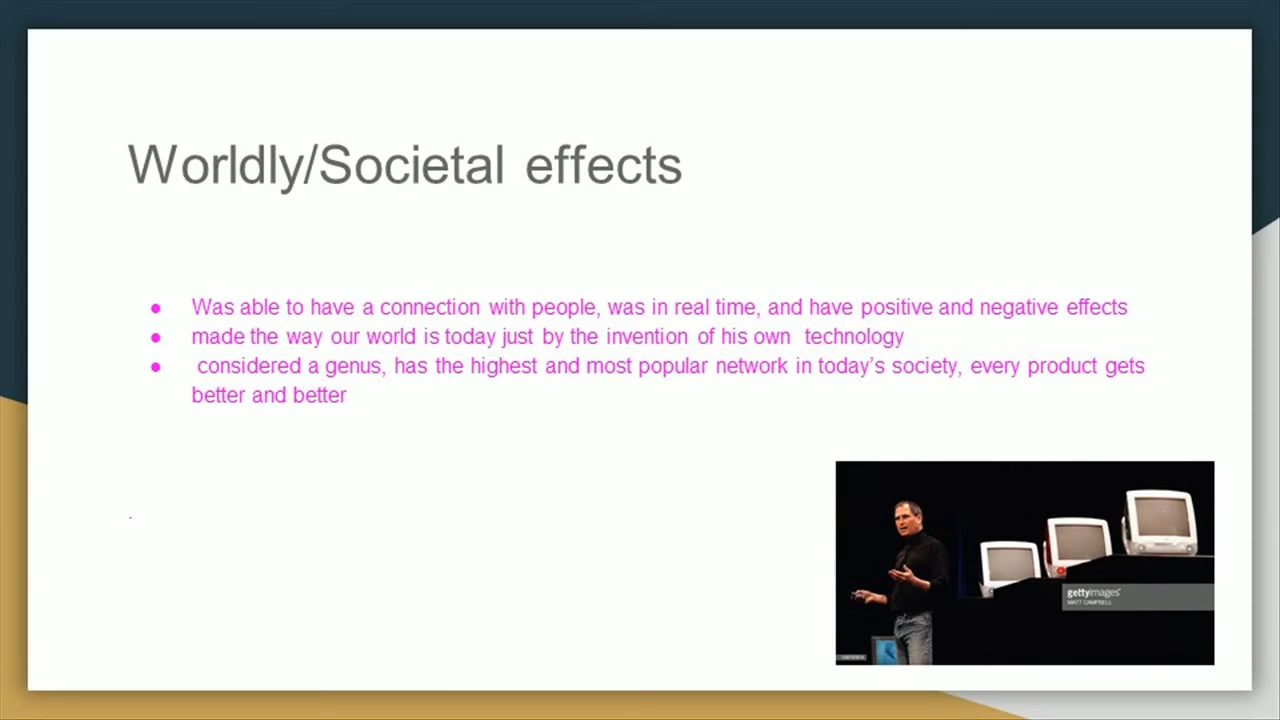 Worldly/Societal effects
● Was able to have a connection with people, was in real time, and have positive and negative effects
● made the way our world is today just by the invention of his own technology
● considered a genus, has the highest and most popular network in today’s society, every product gets
better and better
.
gettyimages
MATT CAMPBELL